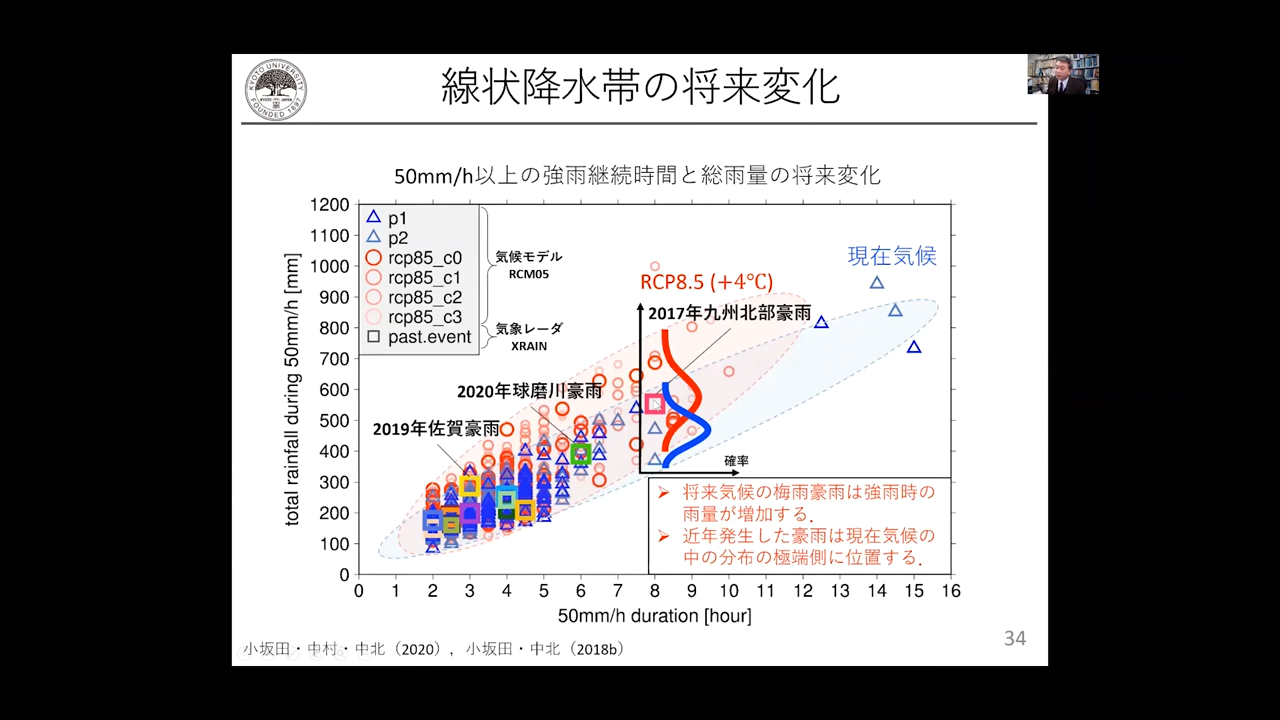 KYOTO UNIVERSITY
KYOTO JAPAN
FOUNDED 1897
線状降水帯の将来変化
50mm/h以上の強雨継続時間と総雨量の将来変化
total rainfall during 50mm/h [mm]
1200
1100
1000
900
800
700
600
500
400
300
200
100
0
p1
p2
rcp85_c0
rcp85_c1
rcp85_c2
rcp85_c3
past.event
気候モデル
RCM05
気象レーダ
XRAIN
現在気候
RCP8.5 (+4℃)
2017年九州北部豪雨
2020年球磨川豪雨
2019年佐賀豪雨
確率
➢ 将来気候の梅雨豪雨は強雨時の
雨量が増加する．
➢ 近年発生した豪雨は現在気候の
中の分布の極端側に位置する．
0 1 2 3 4 5 6 7 8 9 10 11 12 13 14 15 16
50mm/h duration [hour]
小坂田・中村・中北（2020），小坂田・中北（2018b）
34